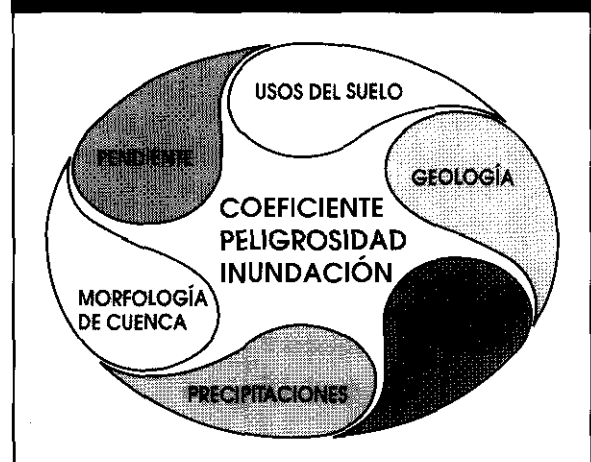 USOS DEL SUELO
PENDIENTE
GEOLOGÍA
COEFICIENTE
PELIGROSIDAD
INUNDACIÓN
MORFOLOGÍA
DE CUENCA
PRECIPITACIONES